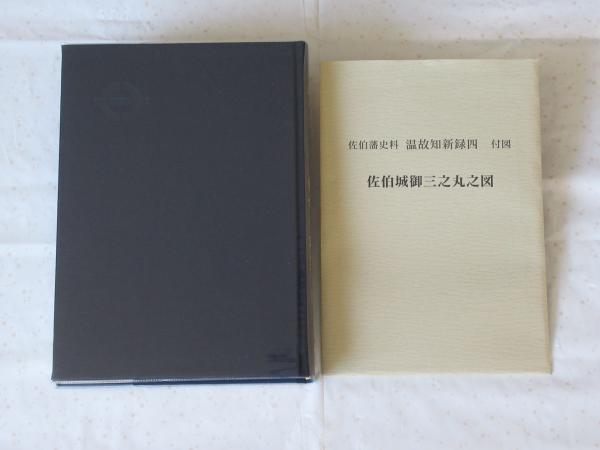 佐伯藩史料 温故知新録四 付図
佐伯城御三之丸之図